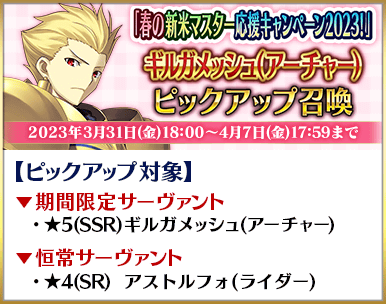 「春の新米マスター応援キャンペーン2023!」
ギルガメッシュ(アーチャー)
ピックアップ召喚
2023年3月31日(金)18:00～4月7日(金)17:59まで
【ピックアップ対象】
▼期間限定サーヴァント
・★5(SSR)ギルガメッシュ(アーチャー)
▼恒常サーヴァント
・★4(SR) アストルフォ(ライダー)